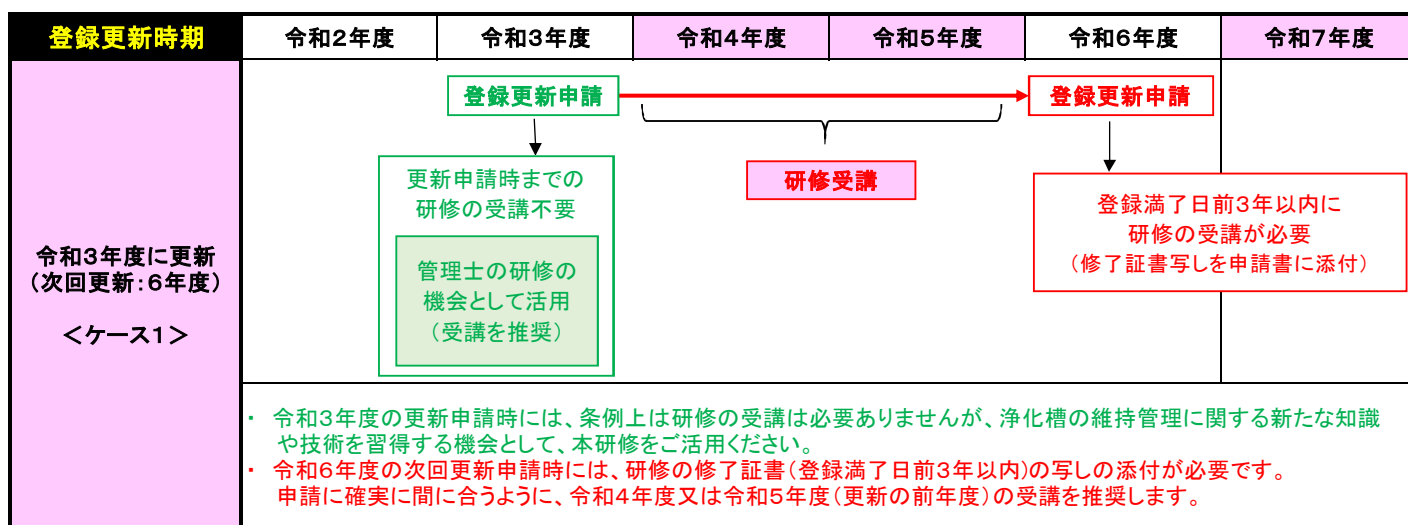 登録更新時期 令和2年度 令和3年度 令和4年度 令和5年度 令和6年度 令和7年度
登録更新申請 登録更新申請
更新申請時までの
研修の受講不要
管理士の研修の
機会として活用
(受講を推奨)
研修受講
登録満了日前3年以内に
研修の受講が必要
(修了証書写しを申請書に添付)
令和3年度に更新
(次回更新:6年度)
<ケース1>
・ 令和3年度の更新申請時には、条例上は研修の受講は必要ありませんが、浄化槽の維持管理に関する新たな知識
や技術を習得する機会として、本研修をご活用ください。
・ 令和6年度の次回更新申請時には、研修の修了証書(登録満了日前3年以内)の写しの添付が必要です。
申請に確実に間に合うように、令和4年度又は令和5年度(更新の前年度)の受講を推奨します。